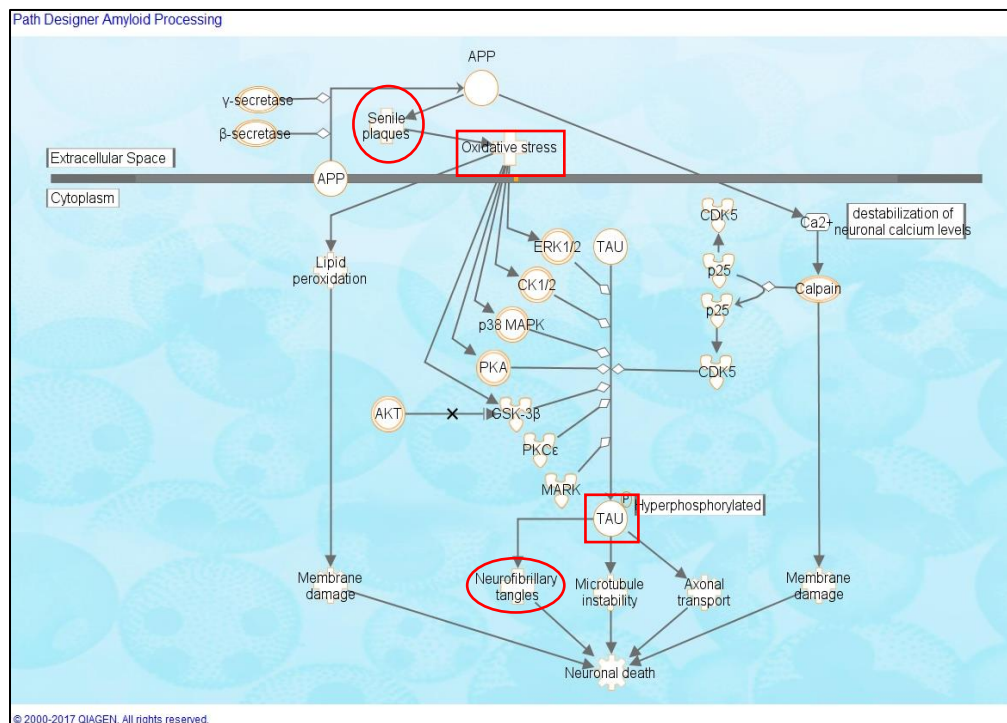 Path Designer Amyloid Processing
APP
γ-secretase
Senile
plaques
β-secretase
Oxidative stress
Extracellular Space
APP
Cytoplasm
CDK5
Ca2+
destabilization of
neuronal calcium levels
ERK1/2
TAU
Lipid
peroxidation
p25
CK1/2
Calpain
p25
p38 MAPK
PKA
CDK5
AKT
GSK-3β
PKCε
MARK
P
Hyperphosphorylated
TAU
Membrane
damage
Neurofibrillary
tangles
Microtubule
instability
Axonal
transport
Membrane
damage
Neuronal death
© 2000-2017 QIAGEN. All rights reserved.